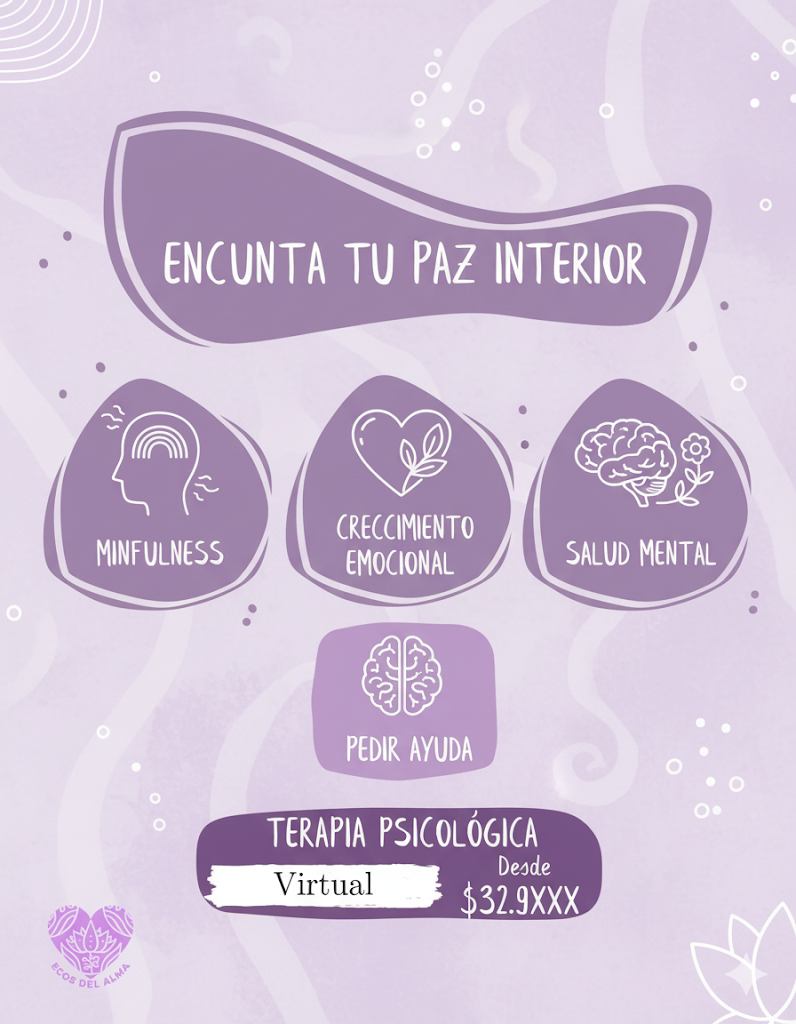 ENCUNTA TU PAZ INTERIOR
MINFULNESS
CRECCIMIENTO
EMOCIONAL
SALUD MENTAL
PEDIR AYUDA
TERAPIA PSICOLÓGICA
Virtual
Desde
$32.9XXX
ECOS DEL ALMA